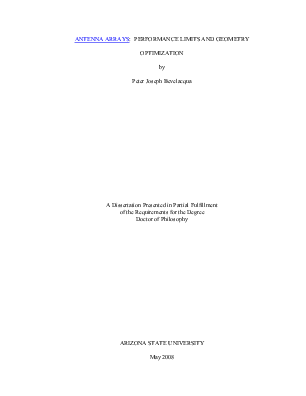 ANTENNA ARRAYS: PERFORMANCE LIMITS AND GEOMETRY
OPTIMIZATION
by
Peter Joseph Bevelacqua
A Dissertation Presented in Partial Fulfillment
of the Requirements for the Degree
Doctor of Philosophy
ARIZONA STATE UNIVERSITY
May 2008